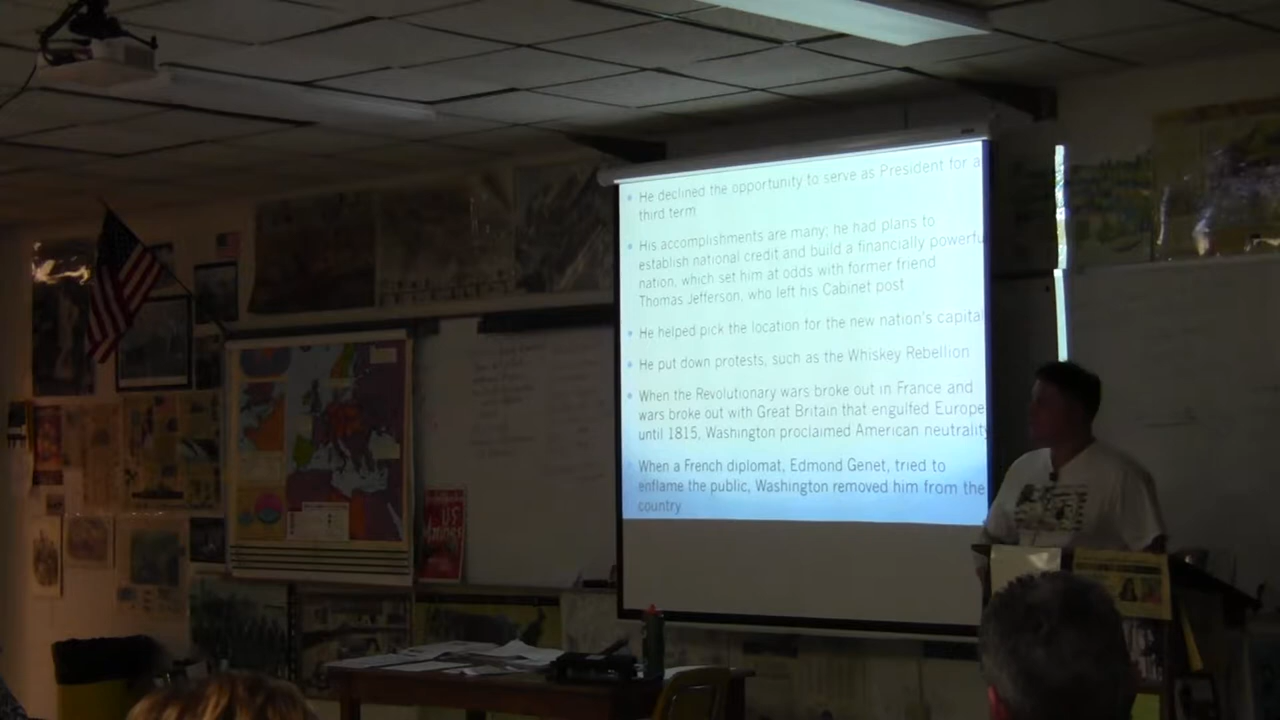 • He declined the opportunity to serve as President for a
third term
• His accomplishments are many; he had plans to
establish national credit and build a financially powerfu
nation, which set him at odds with former friend
Thomas Jefferson, who left his Cabinet post
• He helped pick the location for the new nation's capital
• He put down protests, such as the Whiskey Rebellion
• When the Revolutionary wars broke out in France and
wars broke out with Great Britain that engulfed Europe
until 1815, Washington proclaimed American neutrality
When a French diplomat, Edmond Genet, tried to
enflame the public, Washington removed him from the
country
US